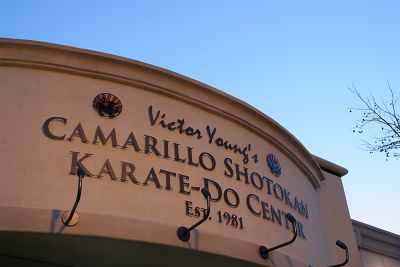 Victor Young's
Camarillo Shotokan
Karate-Do Center
Est 1981